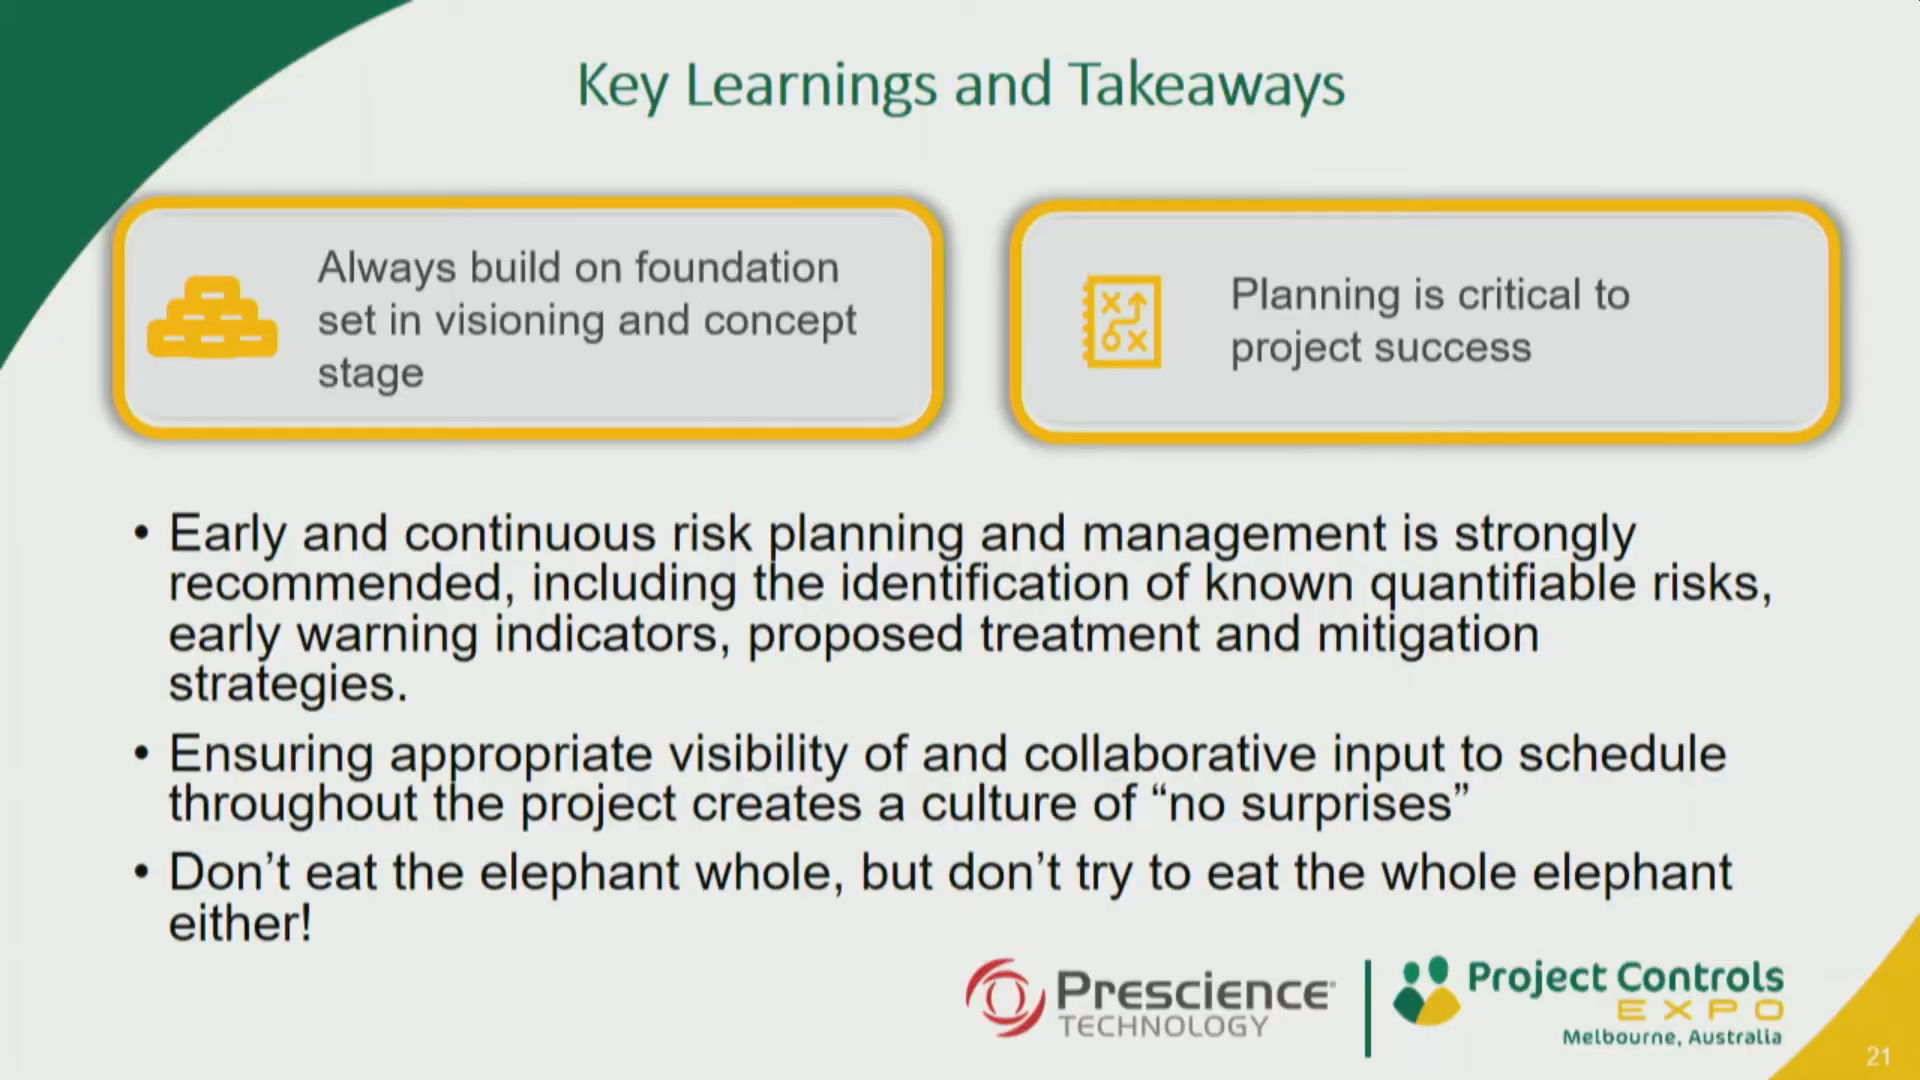 Key Learnings and Takeaways
Always build on foundation
set in visioning and concept
stage
Planning is critical to
project success
• Early and continuous risk planning and management is strongly
recommended, including the identification of known quantifiable risks,
early warning indicators, proposed treatment and mitigation
strategies.
• Ensuring appropriate visibility of and collaborative input to schedule
throughout the project creates a culture of “no surprises”
• Don’t eat the elephant whole, but don’t try to eat the whole elephant
either!
Prescience
TECHNOLOGY
Project Controls
EXPO
Melbourne, Australia
21